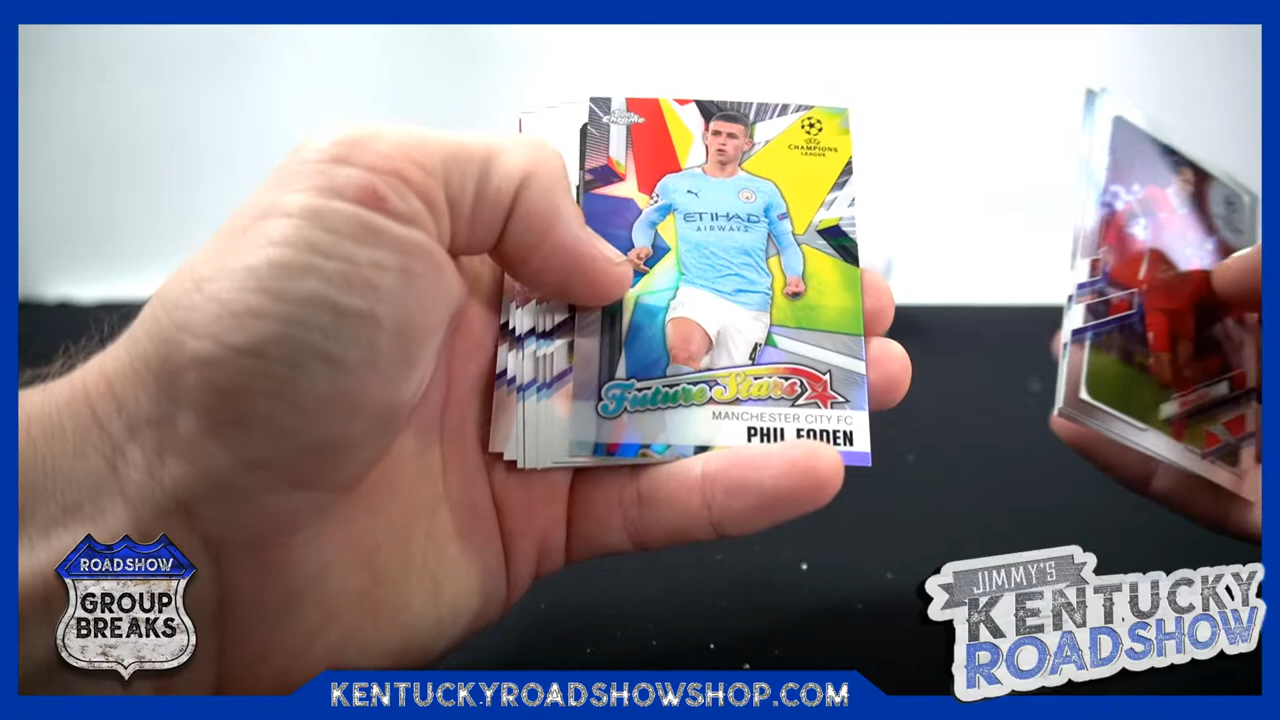 Topps
Chrome
UEFA
CHAMPIONS
LEAGUE
ETIHAD
AIRWAYS
Future Stars
MANCHESTER CITY FC
PHIL FODEN
ROADSHOW
GROUP
BREAKS
JIMMY'S
KENTUCKY
ROADSHOW
KENTUCKYROADSHOWSHOP.COM